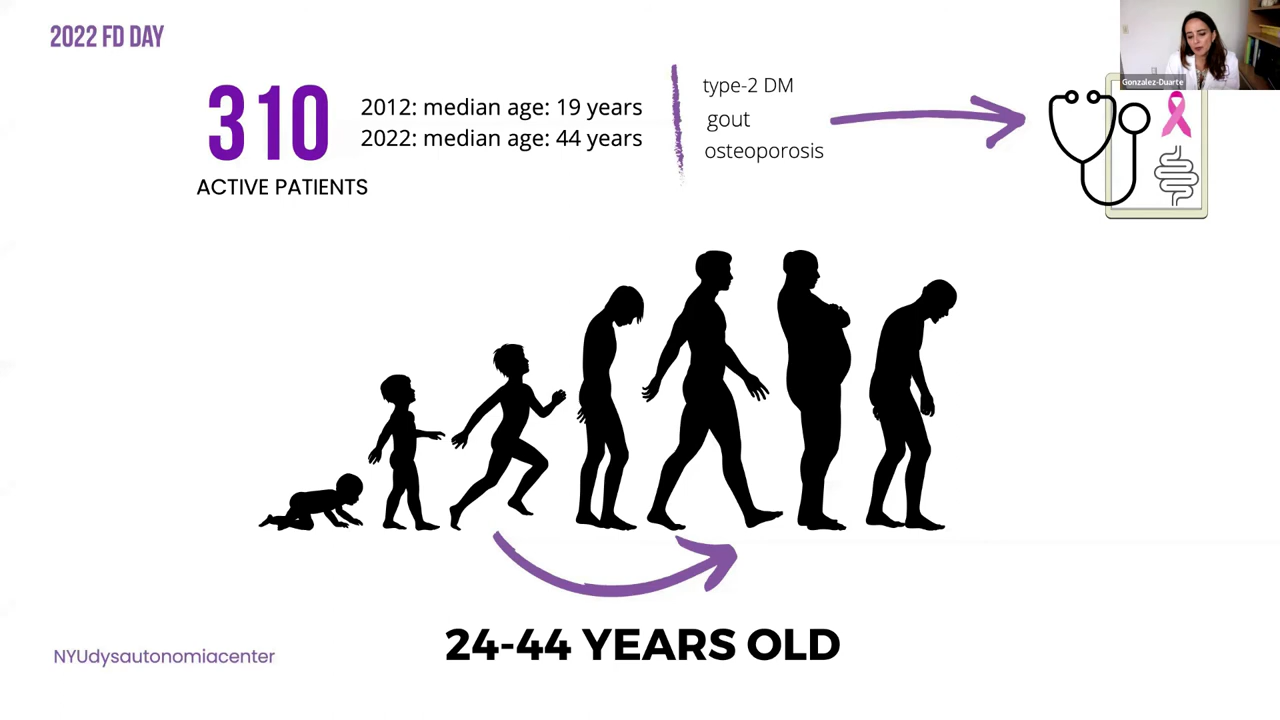 2022 FD DAY
Gonzalez-Duarte
310
ACTIVE PATIENTS
2012: median age: 19 years
2022: median age: 44 years
type-2 DM
gout
osteoporosis
24-44 YEARS OLD
NYUdysautonomiacenter